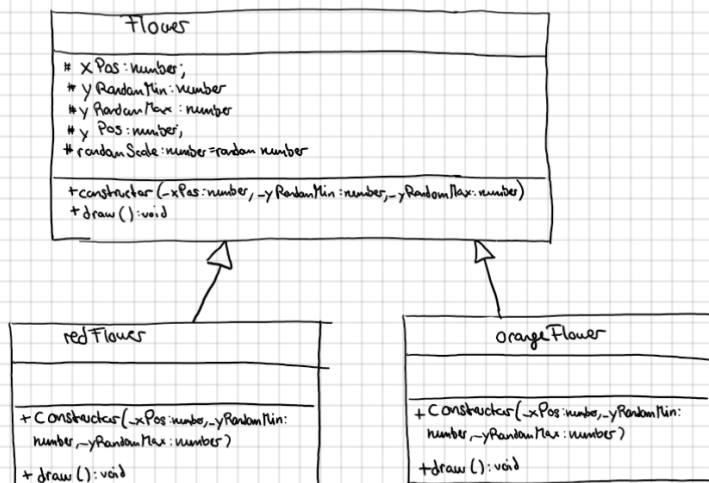 Flower
# xPos: number;
# yRandomMin: number
# yRandomMax: number
# yPos: number;
# randomScale: number = random number
+ constructor (_xPos: number, _yRandomMin: number, _yRandomMax: number)
+ draw (): void
redFlower
+ Constructor (_xPos: number, _yRandomMin:
number, _yRandomMax: number)
+ draw (): void
orangeFlower
+ Constructor (_xPos: number, _yRandomMin:
number, _yRandomMax: number)
+ draw (): void